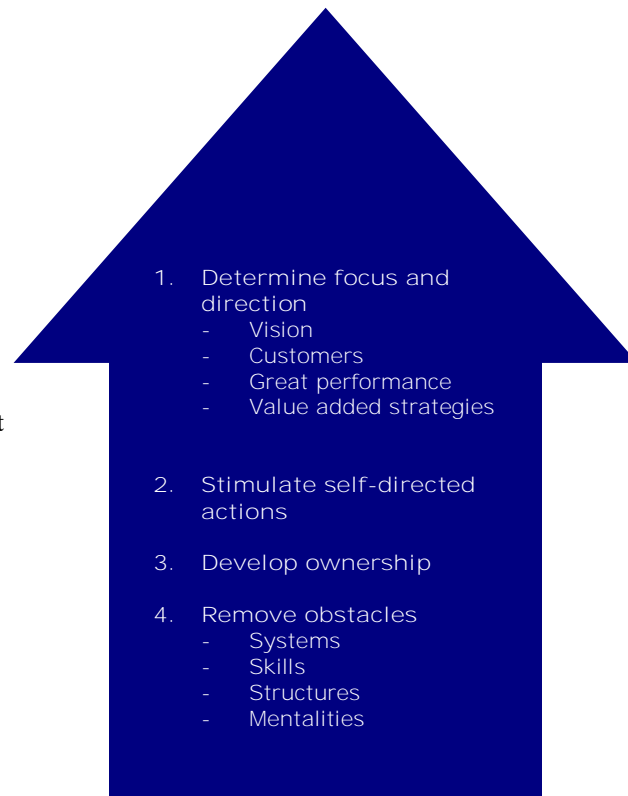 1. Determine focus and
direction
- Vision
- Customers
- Great performance
- Value added strategies
t
2. Stimulate self-directed
actions
3. Develop ownership
4. Remove obstacles
- Systems
- Skills
- Structures
- Mentalities